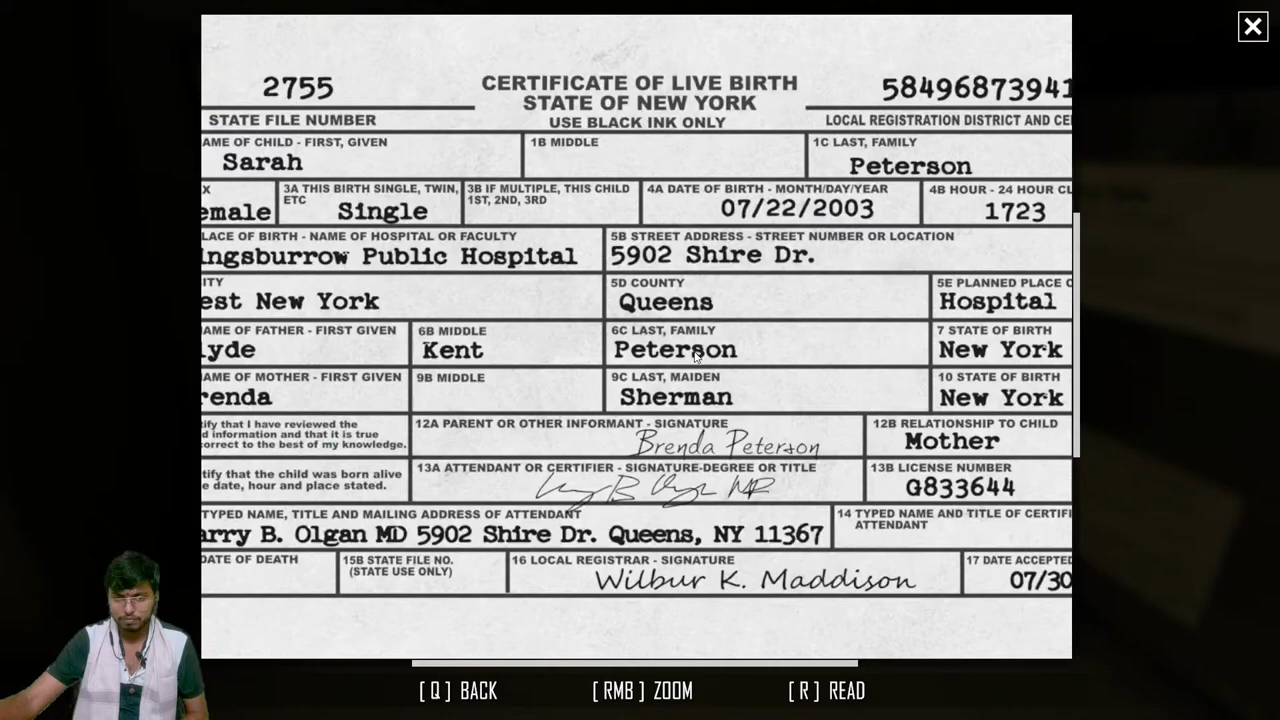 2755 CERTIFICATE OF LIVE BIRTH 58496873941
STATE OF NEW YORK
STATE FILE NUMBER USE BLACK INK ONLY LOCAL REGISTRATION DISTRICT AND CE
AME OF CHILD - FIRST, GIVEN 1B MIDDLE 1C LAST, FAMILY
Sarah Peterson
X 3A THIS BIRTH SINGLE, TWIN, ETC 3B IF MULTIPLE, THIS CHILD 1ST, 2ND, 3RD 4A DATE OF BIRTH - MONTH/DAY/YEAR 4B HOUR - 24 HOUR CL
emale Single 07/22/2003 1723
LACE OF BIRTH - NAME OF HOSPITAL OR FACULTY 5B STREET ADDRESS - STREET NUMBER OR LOCATION
ingsburrow Public Hospital 5902 Shire Dr.
ITY 5D COUNTY 5E PLANNED PLACE O
est New York Queens Hospital
AME OF FATHER - FIRST GIVEN 6B MIDDLE 6C LAST, FAMILY 7 STATE OF BIRTH
lyde Kent Peterson New York
AME OF MOTHER - FIRST GIVEN 9B MIDDLE 9C LAST, MAIDEN 10 STATE OF BIRTH
renda Sherman New York
tify that I have reviewed the
d information and that it is true
correct to the best of my knowledge.
12A PARENT OR OTHER INFORMANT - SIGNATURE 12B RELATIONSHIP TO CHILD
Brenda Peterson Mother
tify that the child was born alive
e date, hour and place stated.
13A ATTENDANT OR CERTIFIER - SIGNATURE-DEGREE OR TITLE 13B LICENSE NUMBER
G833644
TYPED NAME, TITLE AND MAILING ADDRESS OF ATTENDANT 14 TYPED NAME AND TITLE OF CERTIFI
ATTENDANT
arry B. Olgan MD 5902 Shire Dr. Queens, NY 11367
DATE OF DEATH 15B STATE FILE NO. 16 LOCAL REGISTRAR - SIGNATURE 17 DATE ACCEPTED
(STATE USE ONLY)
Wilbur K. Maddison 07/30
[Q] BACK [RMB] ZOOM [R] READ